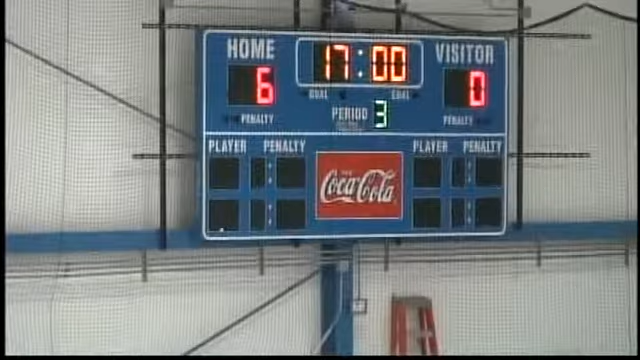 HOME 17:00 VISITOR
6 0
GOAL GOAL
PERIOD 3
PENALTY PENALTY
PLAYER PENALTY PLAYER PENALTY
Coca-Cola